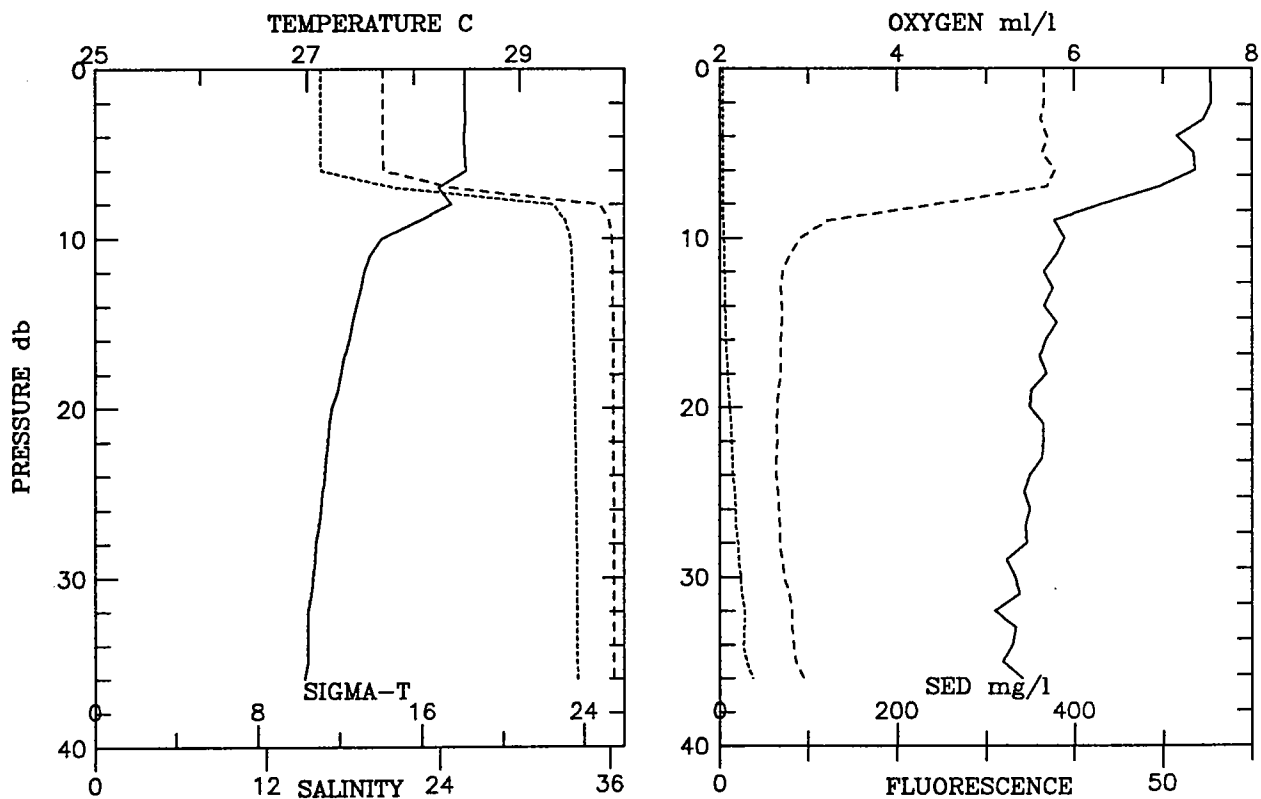 TEMPERATURE C
25 27 29
0
10
20
30
40
PRESSURE db
SIGMA-T
0 8 16 24
0 12 24 36
SALINITY
OXYGEN ml/l
2 4 6 8
0
10
20
30
40
SED mg/l
0 200 400
0 50
FLUORESCENCE